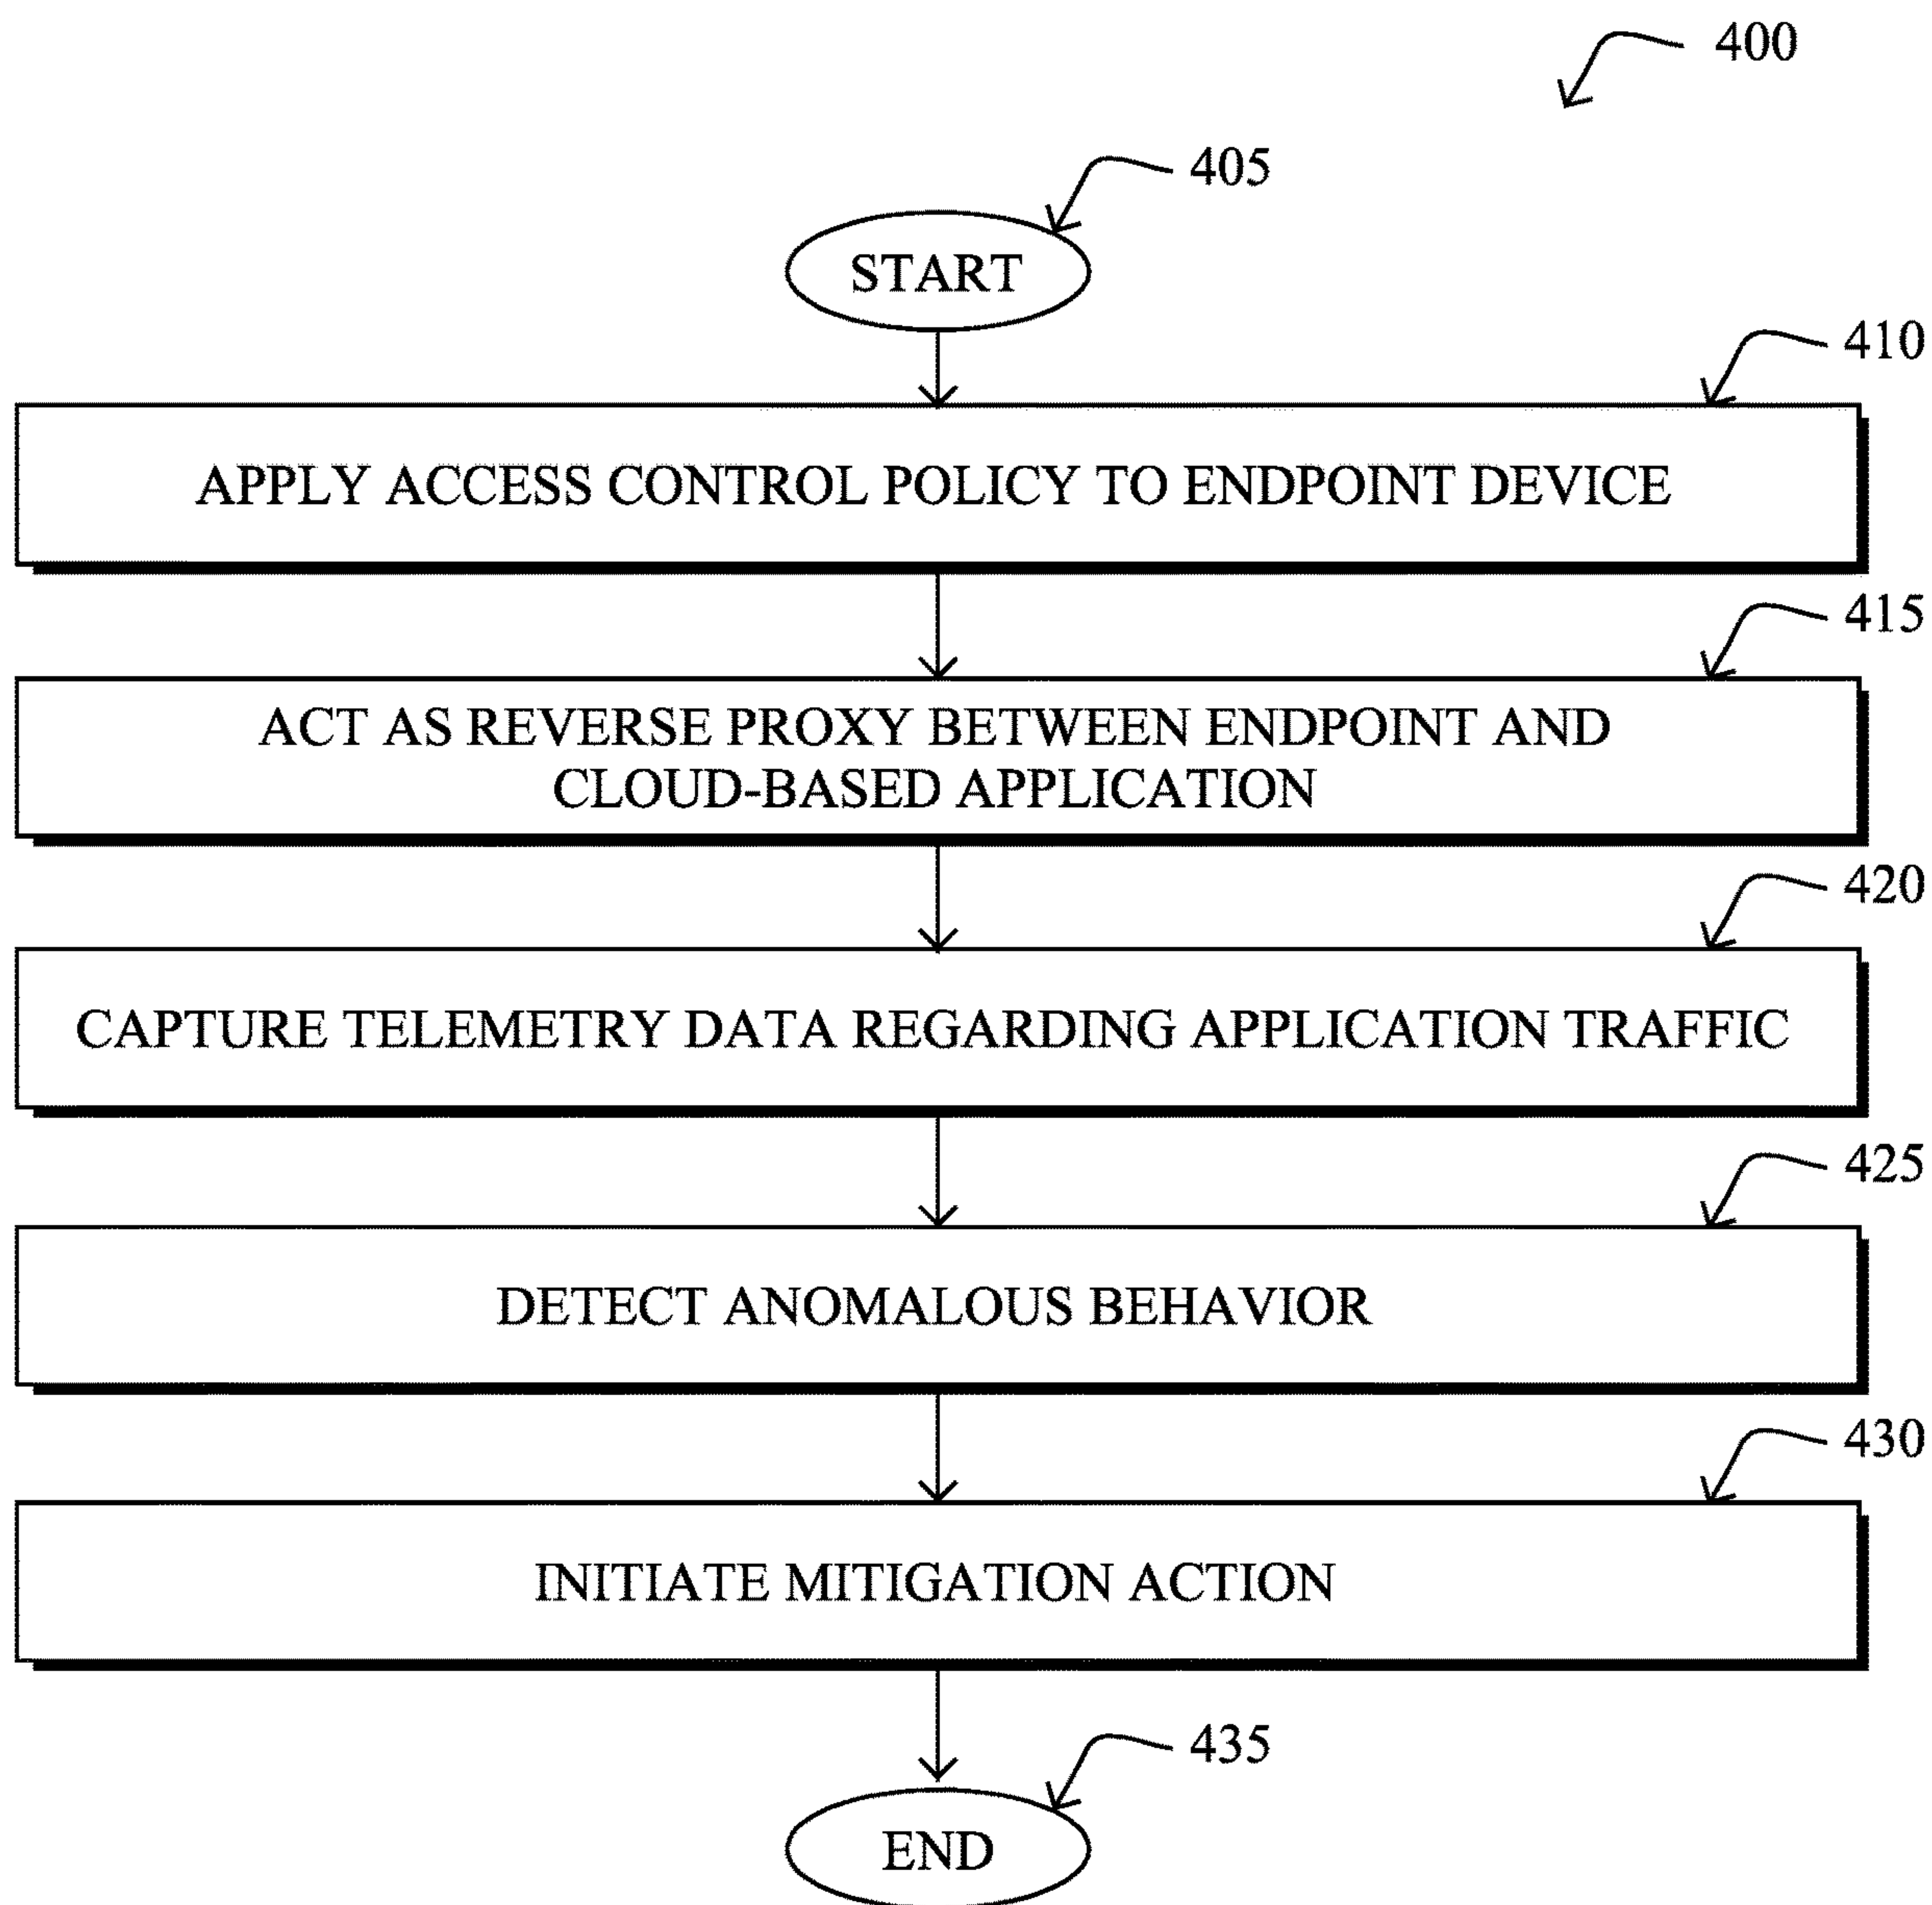 400
405
START
410
APPLY ACCESS CONTROL POLICY TO ENDPOINT DEVICE
415
ACT AS REVERSE PROXY BETWEEN ENDPOINT AND
CLOUD-BASED APPLICATION
420
CAPTURE TELEMETRY DATA REGARDING APPLICATION TRAFFIC
425
DETECT ANOMALOUS BEHAVIOR
430
INITIATE MITIGATION ACTION
435
END